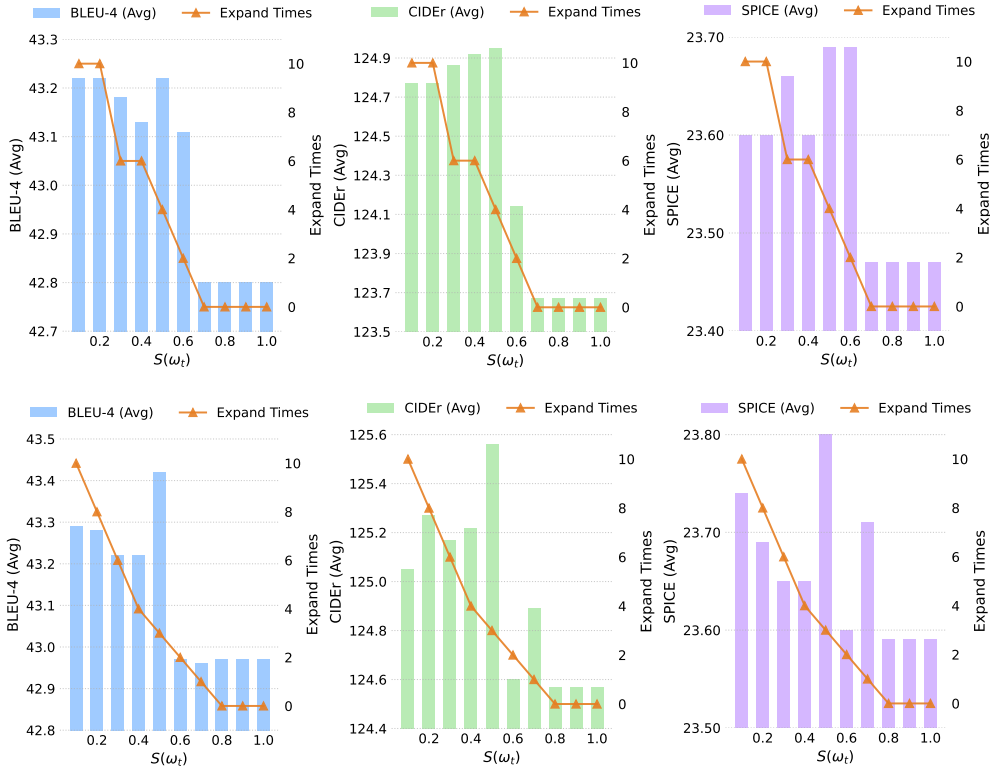 BLEU-4 (Avg) Expand Times
43.3
43.2
43.1
43.0
42.9
42.8
42.7
BLEU-4 (Avg)
10
8
6
4
2
0
Expand Times
0.2 0.4 0.6 0.8 1.0
S(ωt)
CIDEr (Avg) Expand Times
124.9
124.7
124.5
124.3
124.1
123.9
123.7
123.5
CIDEr (Avg)
10
8
6
4
2
0
Expand Times
0.2 0.4 0.6 0.8 1.0
S(ωt)
SPICE (Avg) Expand Times
23.70
23.60
23.50
23.40
SPICE (Avg)
10
8
6
4
2
0
Expand Times
0.2 0.4 0.6 0.8 1.0
S(ωt)
BLEU-4 (Avg) Expand Times
43.5
43.4
43.3
43.2
43.1
43.0
42.9
42.8
BLEU-4 (Avg)
10
8
6
4
2
0
Expand Times
0.2 0.4 0.6 0.8 1.0
S(ωt)
CIDEr (Avg) Expand Times
125.6
125.4
125.2
125.0
124.8
124.6
124.4
CIDEr (Avg)
10
8
6
4
2
0
Expand Times
0.2 0.4 0.6 0.8 1.0
S(ωt)
SPICE (Avg) Expand Times
23.80
23.70
23.60
23.50
SPICE (Avg)
10
8
6
4
2
0
Expand Times
0.2 0.4 0.6 0.8 1.0
S(ωt)